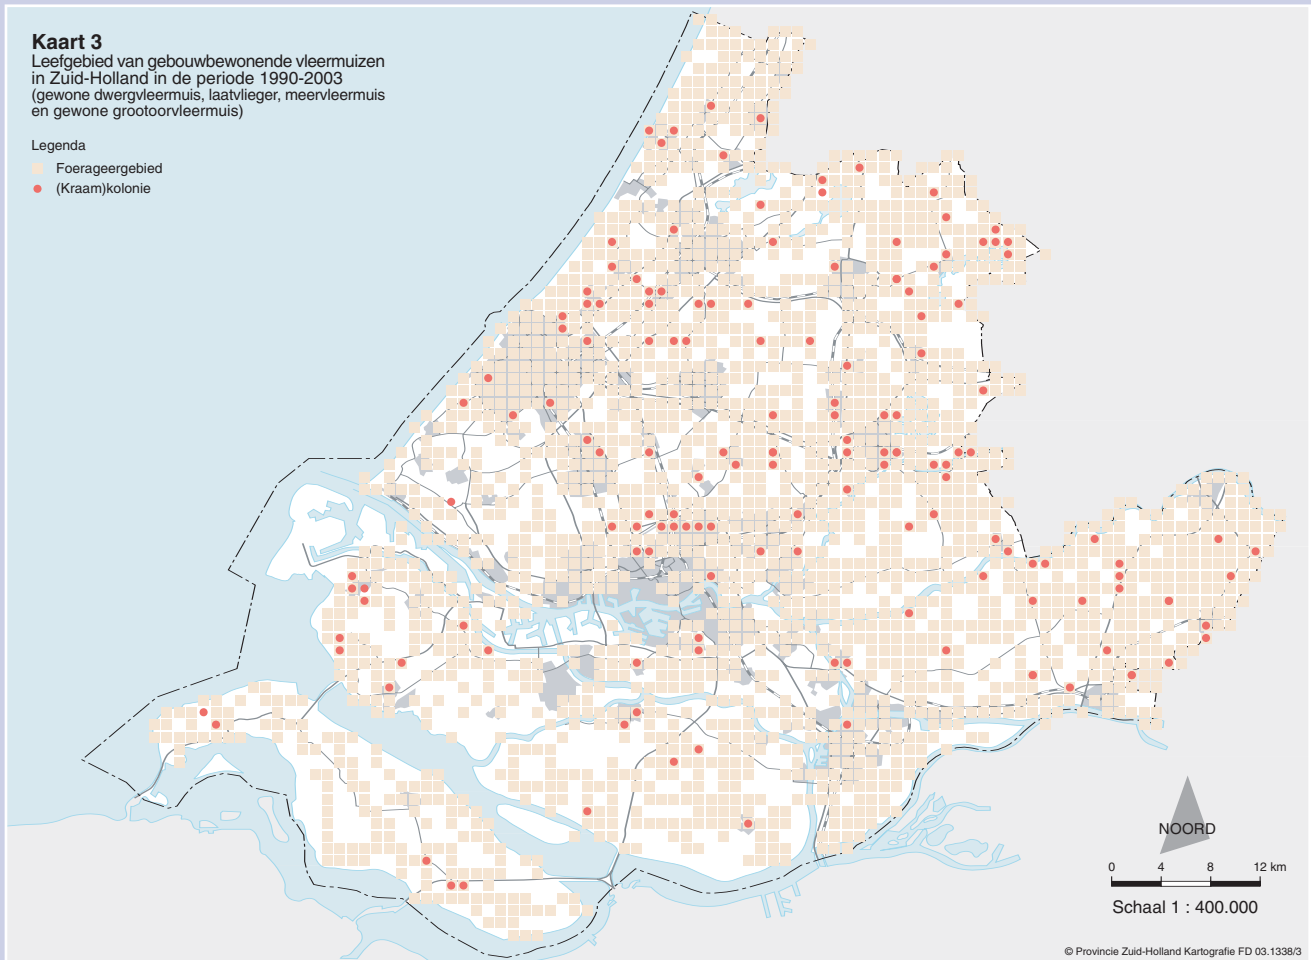 Kaart 3
Leefgebied van gebouwbewonende vleermuizen
in Zuid-Holland in de periode 1990-2003
(gewone dwergvleermuis, laatvlieger, meervleermuis
en gewone grootoorvleermuis)
Legenda
Foerageergebied
(Kraam)kolonie
NOORD
0 4 8 12 km
Schaal 1 : 400.000
© Provincie Zuid-Holland Kartografie FD 03.1338/3